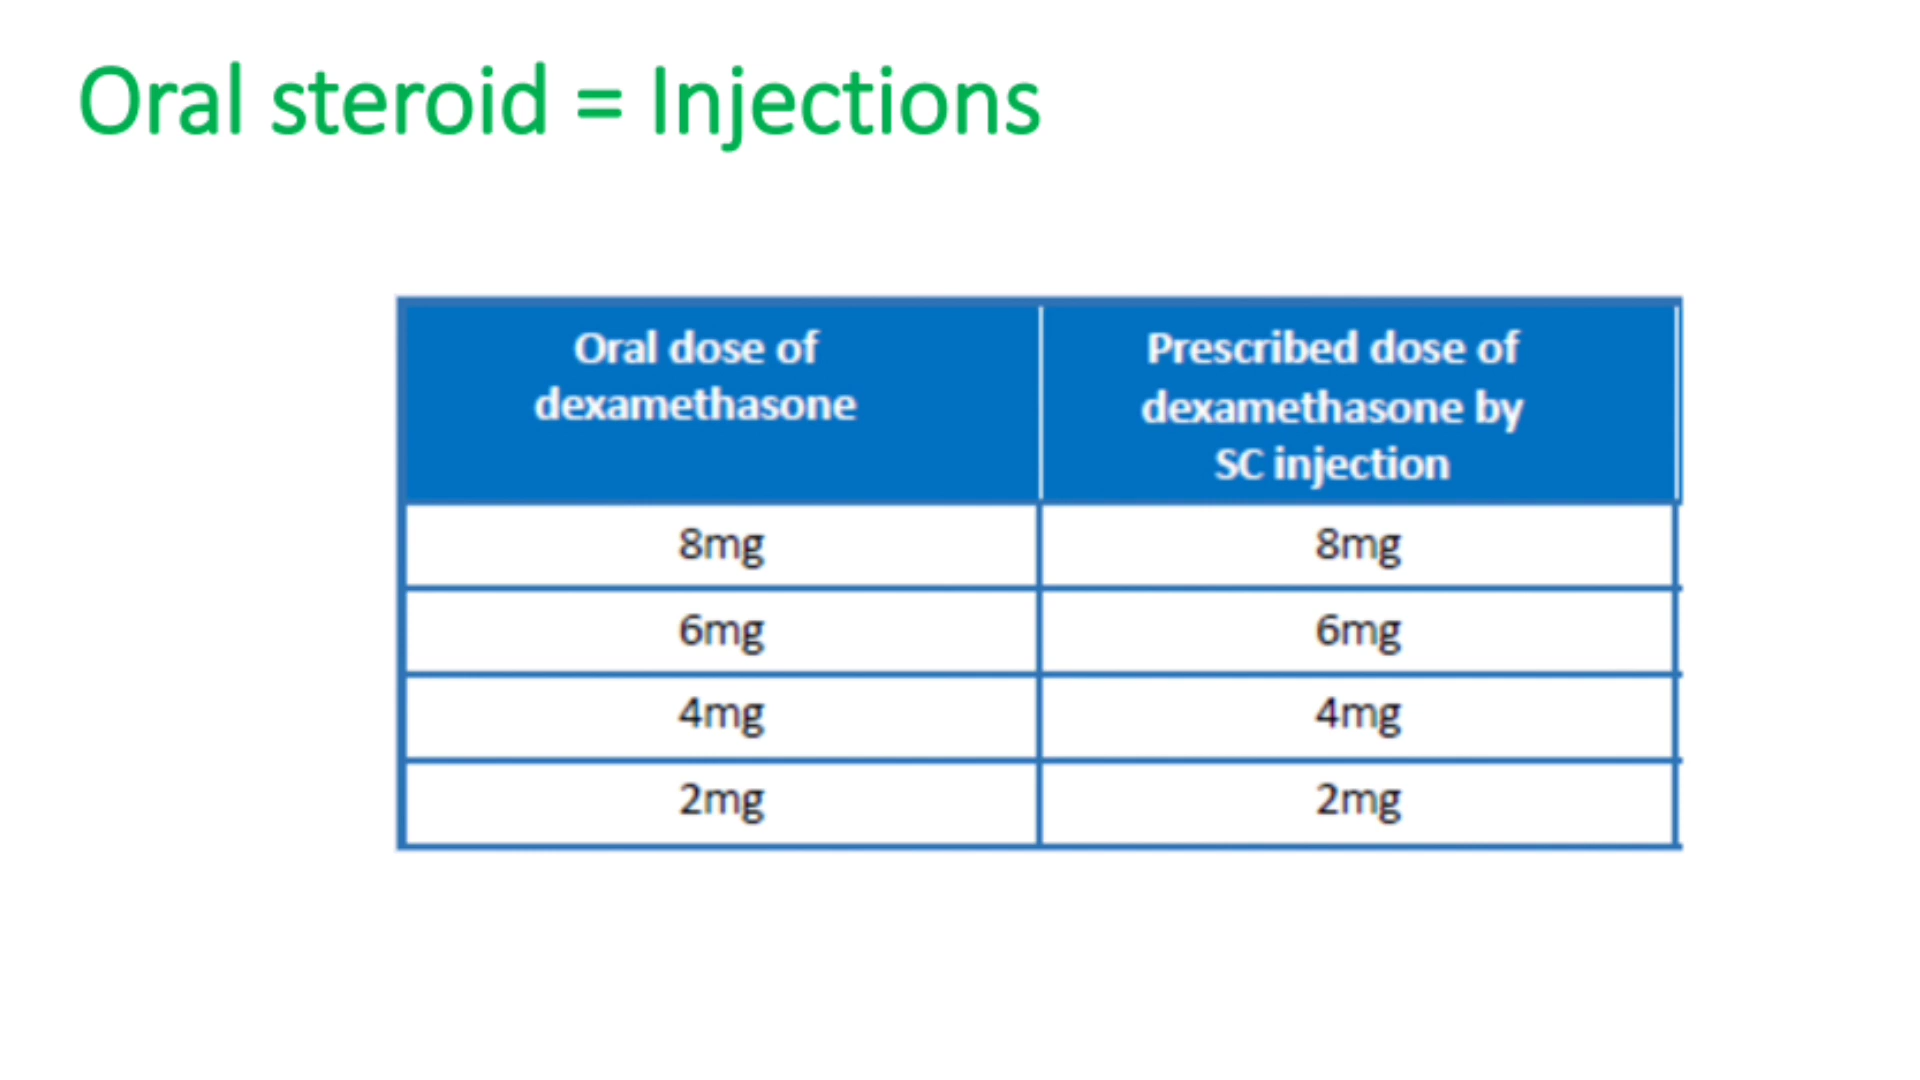 Oral steroid = Injections
Oral dose of
dexamethasone
Prescribed dose of
dexamethasone by
SC injection
8mg 8mg
6mg 6mg
4mg 4mg
2mg 2mg